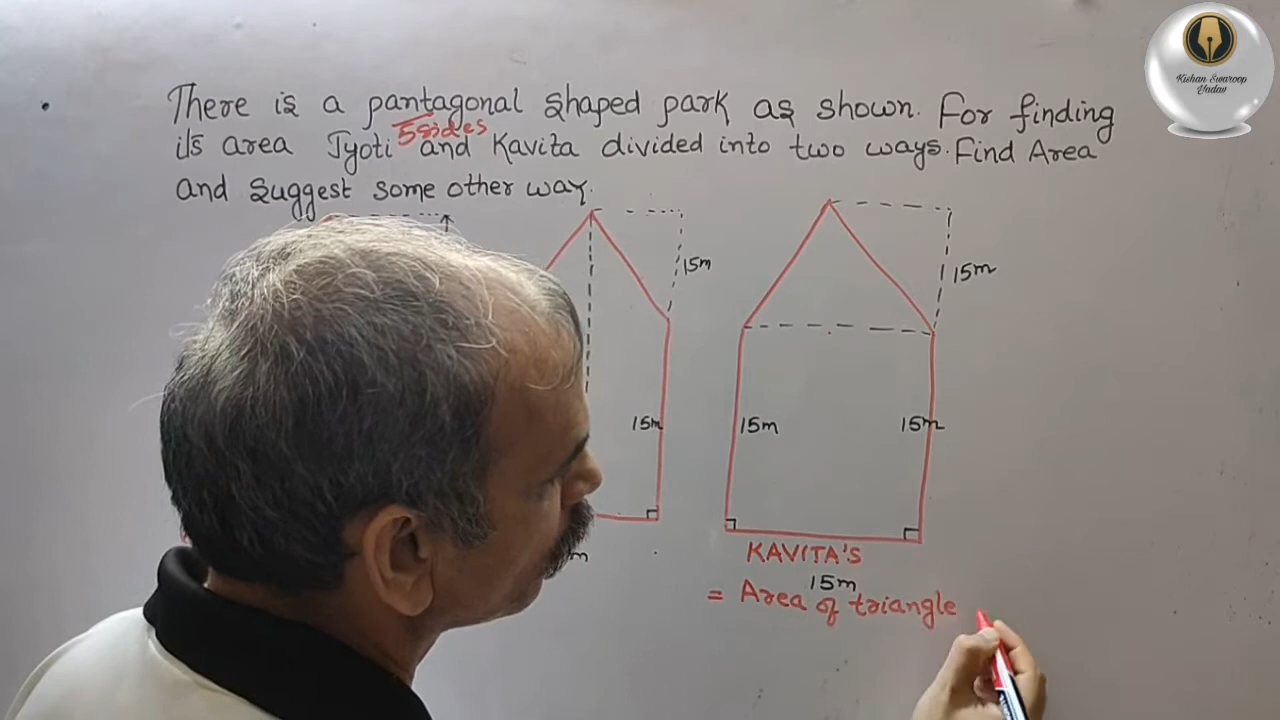 There is a pantagonal shaped park as shown. For finding
5 sides
it's area Jyoti and Kavita divided into two ways. Find Area
and suggest some other way.
15m
15m
15m
15m
15m
m
KAVITA'S
15m
= Area of triangle
Kishan Swaroop
Yadav